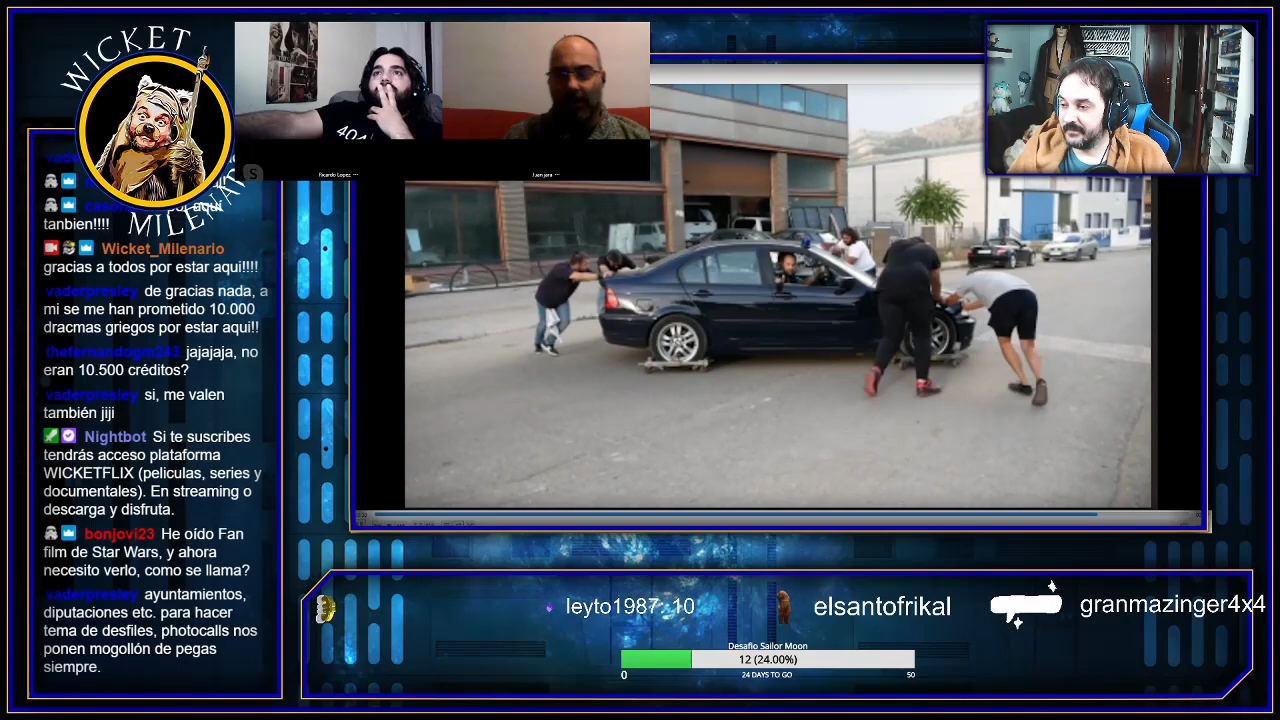 WICKET
MILENARIO
tanbien!!!!
Wicket_Milenario
gracias a todos por estar aqui!!!!
vaderpresley de gracias nada, a
mi se me han prometido 10.000
dracmas griegos por estar aqui!!
thefernandogm243 jajajaja, no
eran 10.500 créditos?
vaderpresley si, me valen
también jiji
Nightbot Si te suscribes
tendrás acceso plataforma
WICKETFLIX (peliculas, series y
documentales). En streaming o
descarga y disfruta.
bonjovi23 He oído Fan
film de Star Wars, y ahora
necesito verlo, como se llama?
vaderpresley ayuntamientos,
diputaciones etc. para hacer
tema de desfiles, photocalls nos
ponen mogollón de pegas
siempre.
404
Ricardo Lopez
Juan jara
leyto1987: 10
elsantofrikal
granmazinger4x4
Desafio Sailor Moon
12 (24.00%)
0
24 DAYS TO GO
50